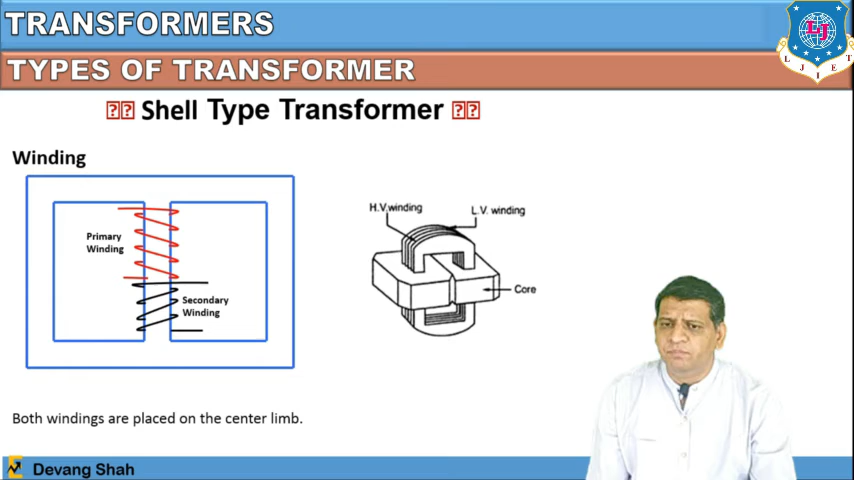 TRANSFORMERS
TYPES OF TRANSFORMER
Shell Type Transformer
Winding
Primary
Winding
Secondary
Winding
H.V.winding
L.V. winding
Core
Both windings are placed on the center limb.
LJ
L J I E T
Devang Shah